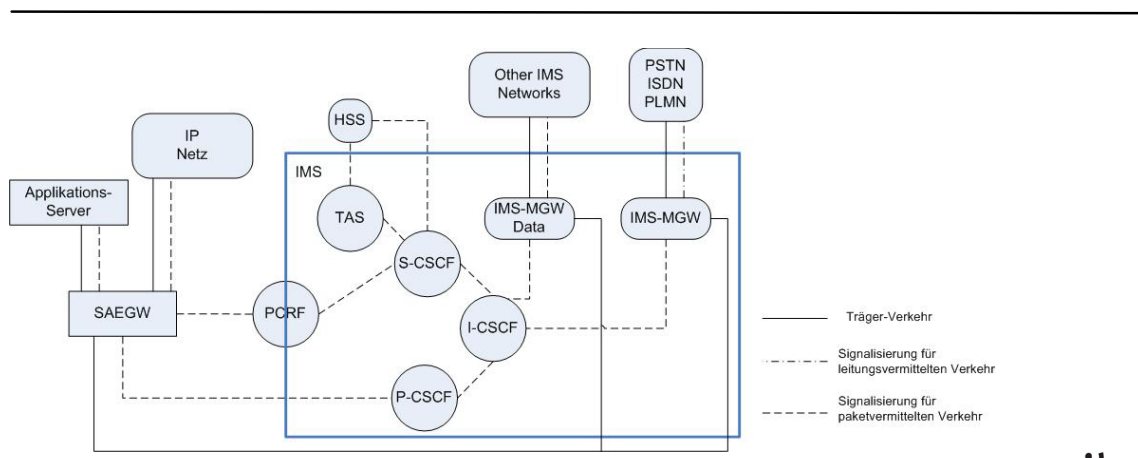 Other IMS
Networks
PSTN
ISDN
PLMN
HSS
IP
Netz
IMS
Applikations-
Server
TAS
IMS-MGW
Data
IMS-MGW
S-CSCF
SAEGW
PCRF
I-CSCF
P-CSCF
Träger-Verkehr
Signalisierung für
leitungsvermittelten Verkehr
Signalisierung für
paketvermittelten Verkehr